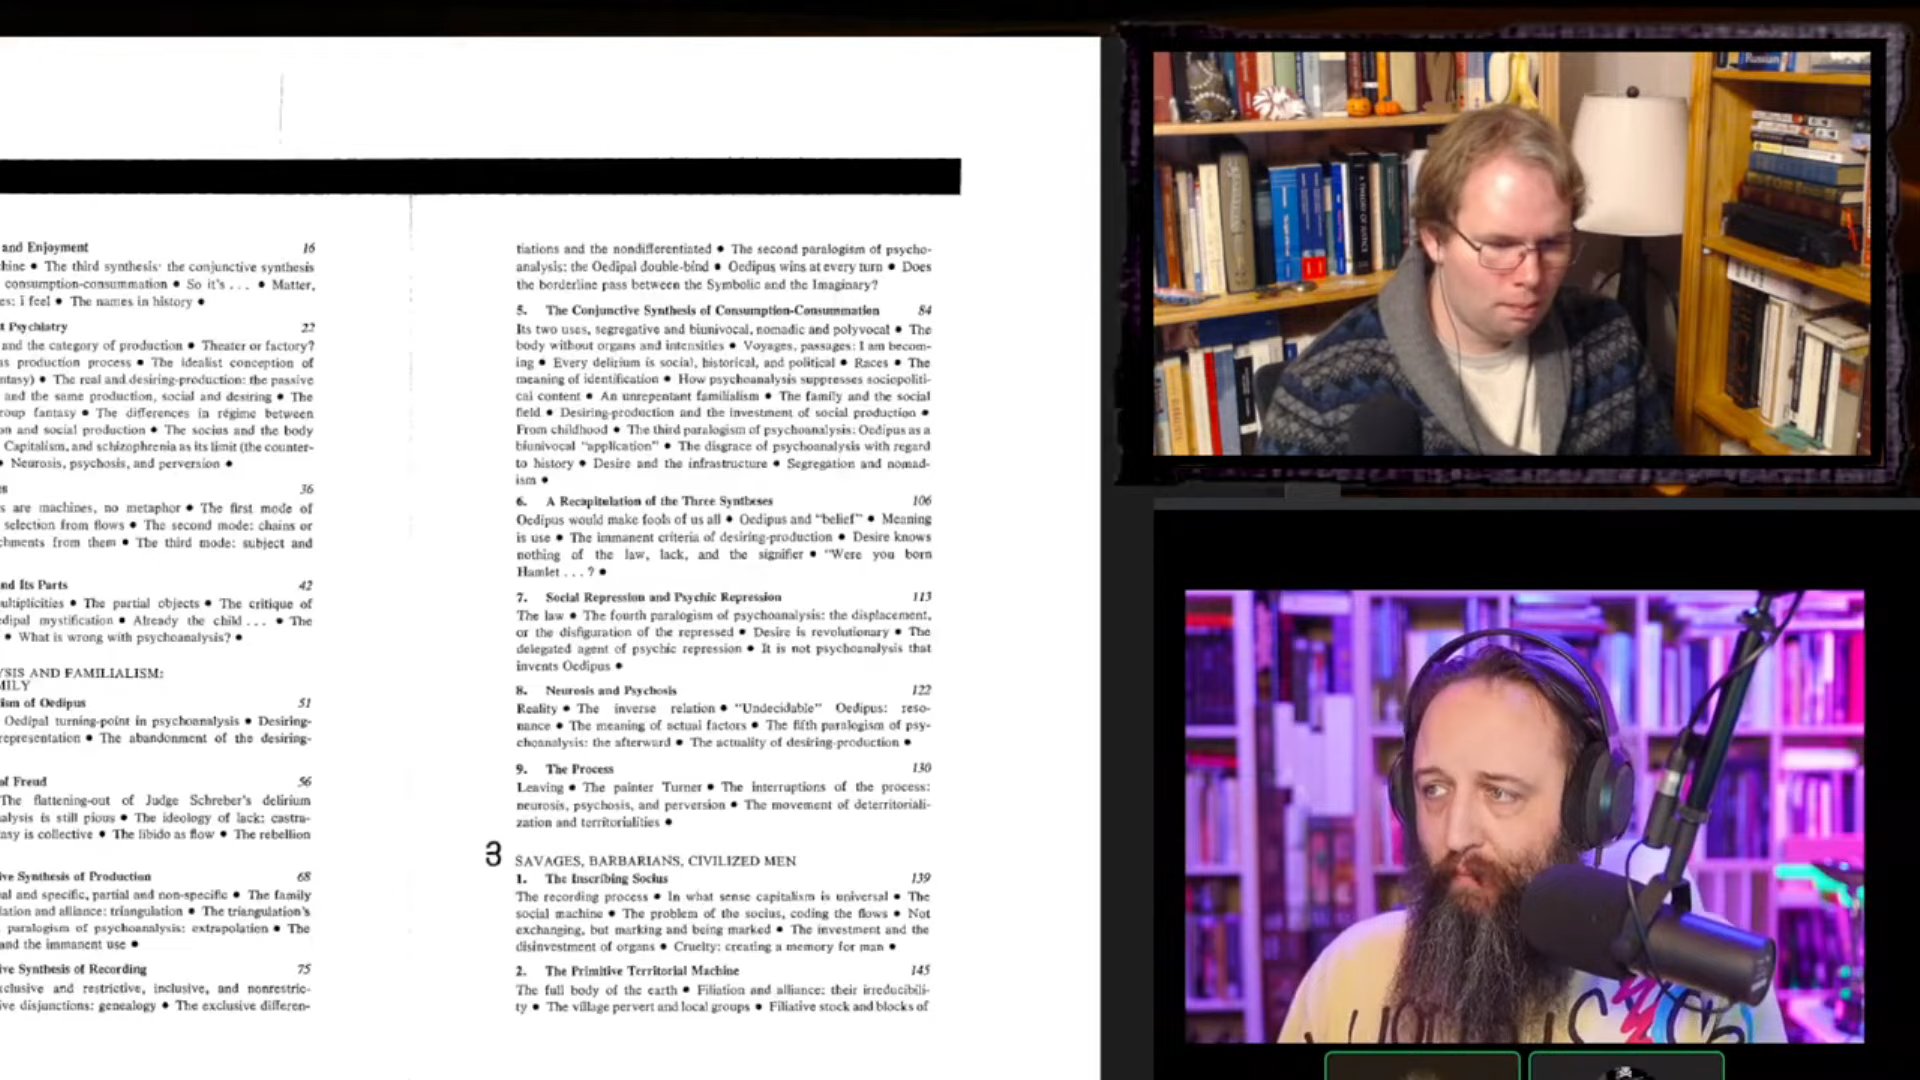 and Enjoyment 16
hine ● The third synthesis: the conjunctive synthesis
consumption-consummation ● So it's . . . ● Matter,
es: I feel ● The names in history ●
t Psychiatry 22
and the category of production ● Theater or factory?
as production process ● The idealist conception of
ntasy) ● The real and desiring-production: the passive
and the same production, social and desiring ● The
roup fantasy ● The differences in régime between
on and social production ● The socius and the body
Capitalism, and schizophrenia as its limit (the counter-
● Neurosis, psychosis, and perversion ●
es 36
s are machines, no metaphor ● The first mode of
selection from flows ● The second mode: chains or
chments from them ● The third mode: subject and
nd Its Parts 42
ultiplicities ● The partial objects ● The critique of
edipal mystification ● Already the child . . . ● The
● What is wrong with psychoanalysis? ●
YSIS AND FAMILIALISM:
MILY
ism of Oedipus 51
Oedipal turning-point in psychoanalysis ● Desiring-
representation ● The abandonment of the desiring-
of Freud 56
The flattening-out of Judge Schreber's delirium
alysis is still pious ● The ideology of lack: castra-
asy is collective ● The libido as flow ● The rebellion
ive Synthesis of Production 68
al and specific, partial and non-specific ● The family
iation and alliance: triangulation ● The triangulation's
paralogism of psychoanalysis: extrapolation ● The
and the immanent use ●
ive Synthesis of Recording 75
xclusive and restrictive, inclusive, and nonrestric-
ive disjunctions: genealogy ● The exclusive differen-
tiations and the nondifferentiated ● The second paralogism of psycho-
analysis: the Oedipal double-bind ● Oedipus wins at every turn ● Does
the borderline pass between the Symbolic and the Imaginary?
5. The Conjunctive Synthesis of Consumption-Consummation 84
Its two uses, segregative and biunivocal, nomadic and polyvocal ● The
body without organs and intensities ● Voyages, passages: I am becom-
ing ● Every delirium is social, historical, and political ● Races ● The
meaning of identification ● How psychoanalysis suppresses sociopoliti-
cal content ● An unrepentant familialism ● The family and the social
field ● Desiring-production and the investment of social production ●
From childhood ● The third paralogism of psychoanalysis: Oedipus as a
biunivocal "application" ● The disgrace of psychoanalysis with regard
to history ● Desire and the infrastructure ● Segregation and nomad-
ism ●
6. A Recapitulation of the Three Syntheses 106
Oedipus would make fools of us all ● Oedipus and "belief" ● Meaning
is use ● The immanent criteria of desiring-production ● Desire knows
nothing of the law, lack, and the signifier ● "Were you born
Hamlet . . . ? ●
7. Social Repression and Psychic Repression 113
The law ● The fourth paralogism of psychoanalysis: the displacement,
or the disfiguration of the repressed ● Desire is revolutionary ● The
delegated agent of psychic repression ● It is not psychoanalysis that
invents Oedipus ●
8. Neurosis and Psychosis 122
Reality ● The inverse relation ● "Undecidable" Oedipus: reso-
nance ● The meaning of actual factors ● The fifth paralogism of psy-
choanalysis: the afterward ● The actuality of desiring-production ●
9. The Process 130
Leaving ● The painter Turner ● The interruptions of the process:
neurosis, psychosis, and perversion ● The movement of deterritoriali-
zation and territorialities ●
3 SAVAGES, BARBARIANS, CIVILIZED MEN
1. The Inscribing Socius 139
The recording process ● In what sense capitalism is universal ● The
social machine ● The problem of the socius, coding the flows ● Not
exchanging, but marking and being marked ● The investment and the
disinvestment of organs ● Cruelty: creating a memory for man ●
2. The Primitive Territorial Machine 145
The full body of the earth ● Filiation and alliance: their irreducibili-
ty ● The village pervert and local groups ● Filiative stock and blocks of
Russian
A THEORY OF JUSTICE